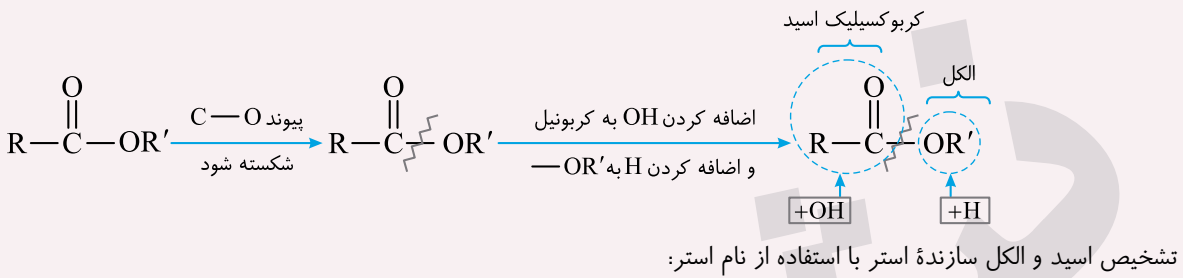 کربوکسیلیک اسید
الکل
O
R—C—OR′
پیوند C—O
شکسته شود
O
R—C OR′
اضافه کردن OH به کربونیل
و اضافه کردن H به —OR′
O
R—C—OR′
+OH +H
تشخیص اسید و الکل سازندهٔ استر با استفاده از نام استر: